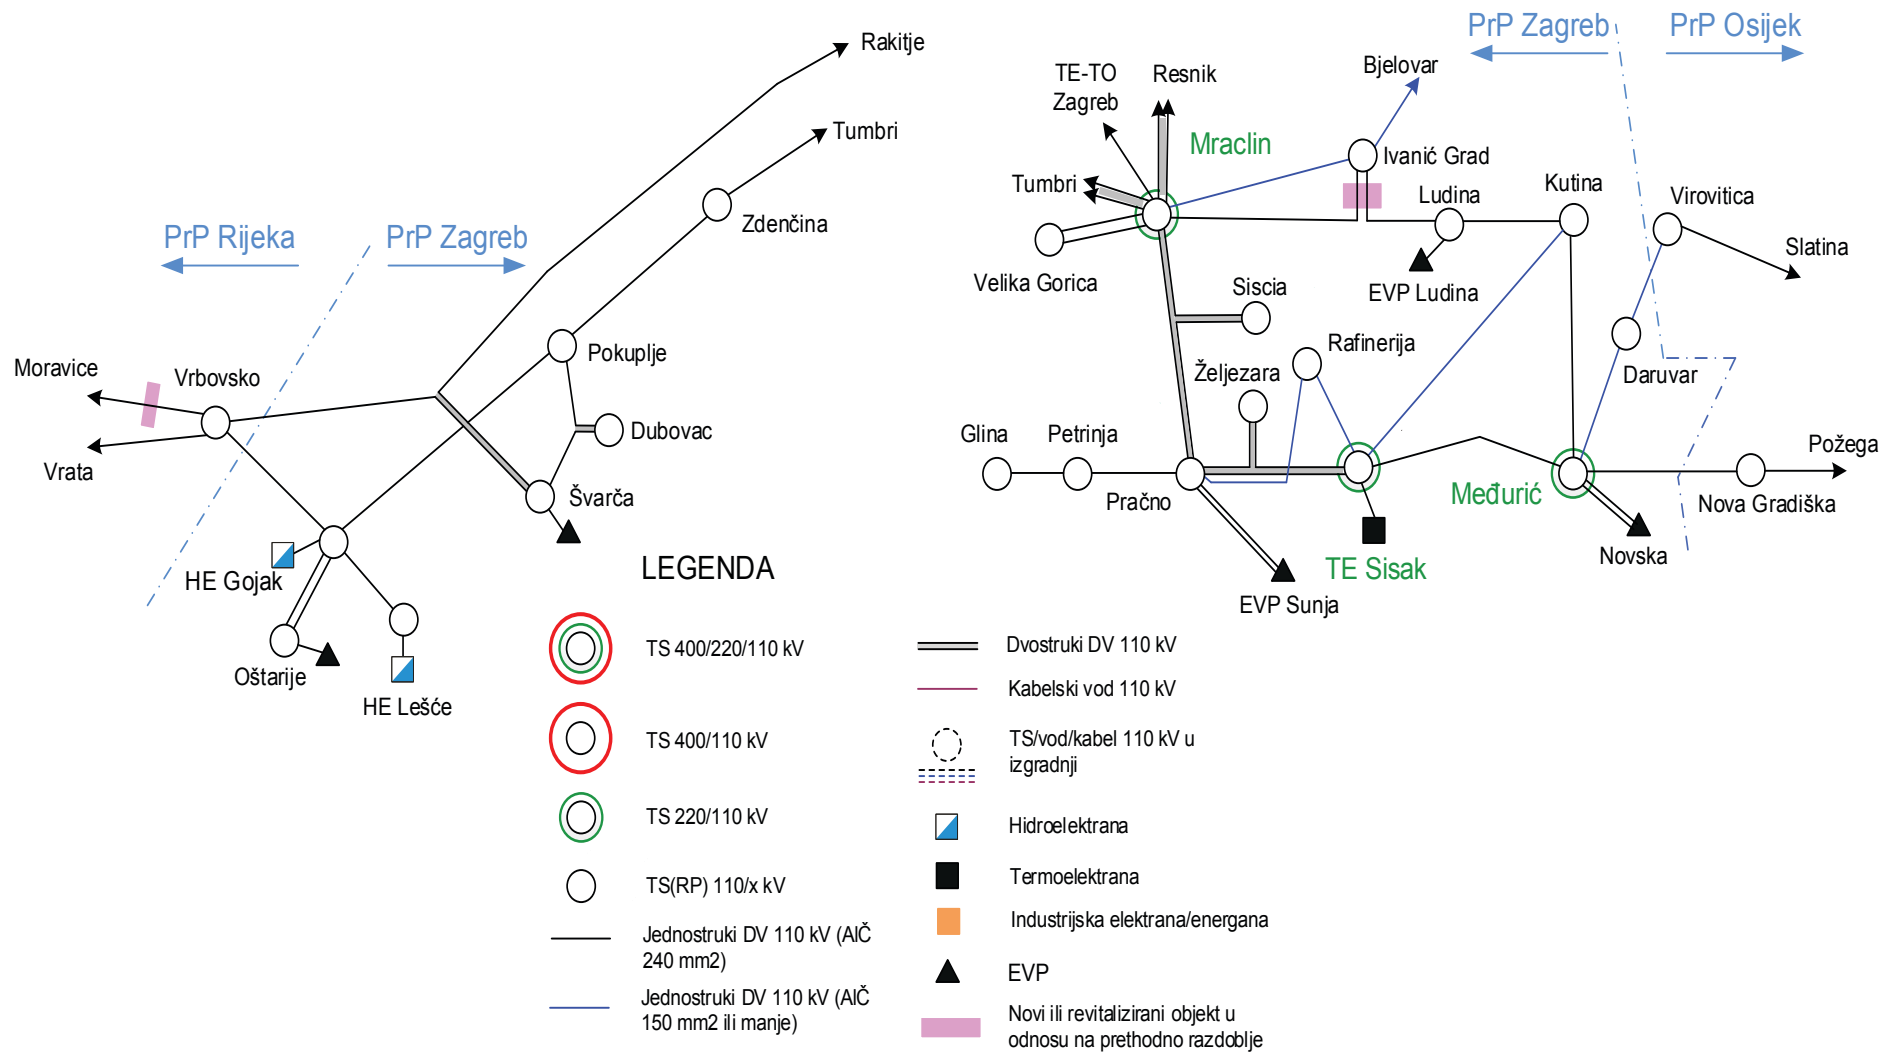 Rakitje
Tumbri
Zdenčina
PrP Rijeka
PrP Zagreb
Pokuplje
Moravice
Vrbovsko
Dubovac
Vrata
Švarča
HE Gojak
Oštarije
HE Lešće
PrP Zagreb
PrP Osijek
TE-TO
Zagreb
Resnik
Bjelovar
Mraclin
Ivanić Grad
Tumbri
Ludina
Kutina
Virovitica
Slatina
Velika Gorica
Siscia
EVP Ludina
Rafinerija
Željezara
Daruvar
Glina
Petrinja
Požega
Pračno
Međurić
Nova Gradiška
TE Sisak
Novska
EVP Sunja
LEGENDA
TS 400/220/110 kV
TS 400/110 kV
TS 220/110 kV
TS(RP) 110/x kV
Jednostruki DV 110 kV (AlČ
240 mm2)
Jednostruki DV 110 kV (AlČ
150 mm2 ili manje)
Dvostruki DV 110 kV
Kabelski vod 110 kV
TS/vod/kabel 110 kV u
izgradnji
Hidroelektrana
Termoelektrana
Industrijska elektrana/energana
EVP
Novi ili revitalizirani objekt u
odnosu na prethodno razdoblje